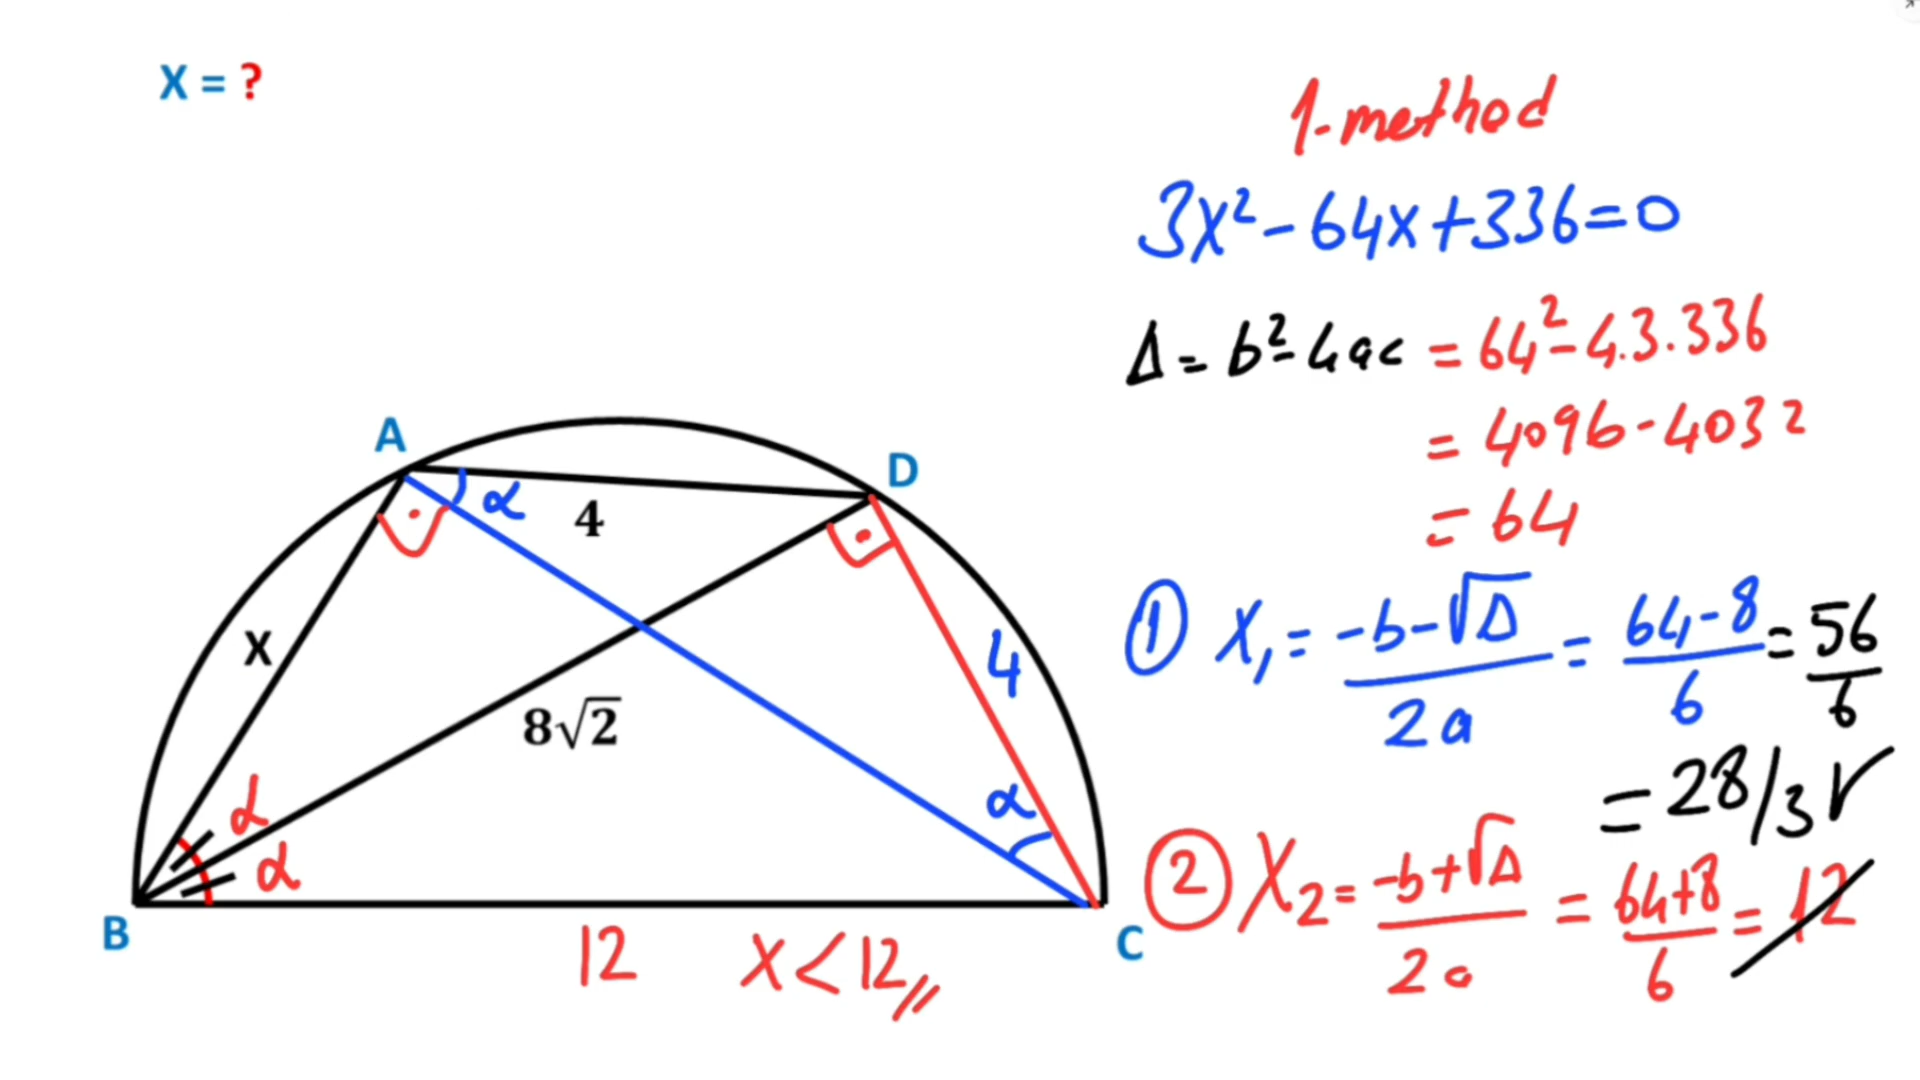 X = ?
1-method
3x² - 64x + 336 = 0
Δ = b² - 4ac = 64² - 4.3.336
= 4096 - 4032
= 64
① X₁ = -b-√Δ / 2a = 64-8 / 6 = 56 / 6
= 28/3 √
② X₂ = -b+√Δ / 2a = 64+8 / 6 = 12
A
D
α
4
X
4
8√2
α
α
α
B
C
12
X < 12